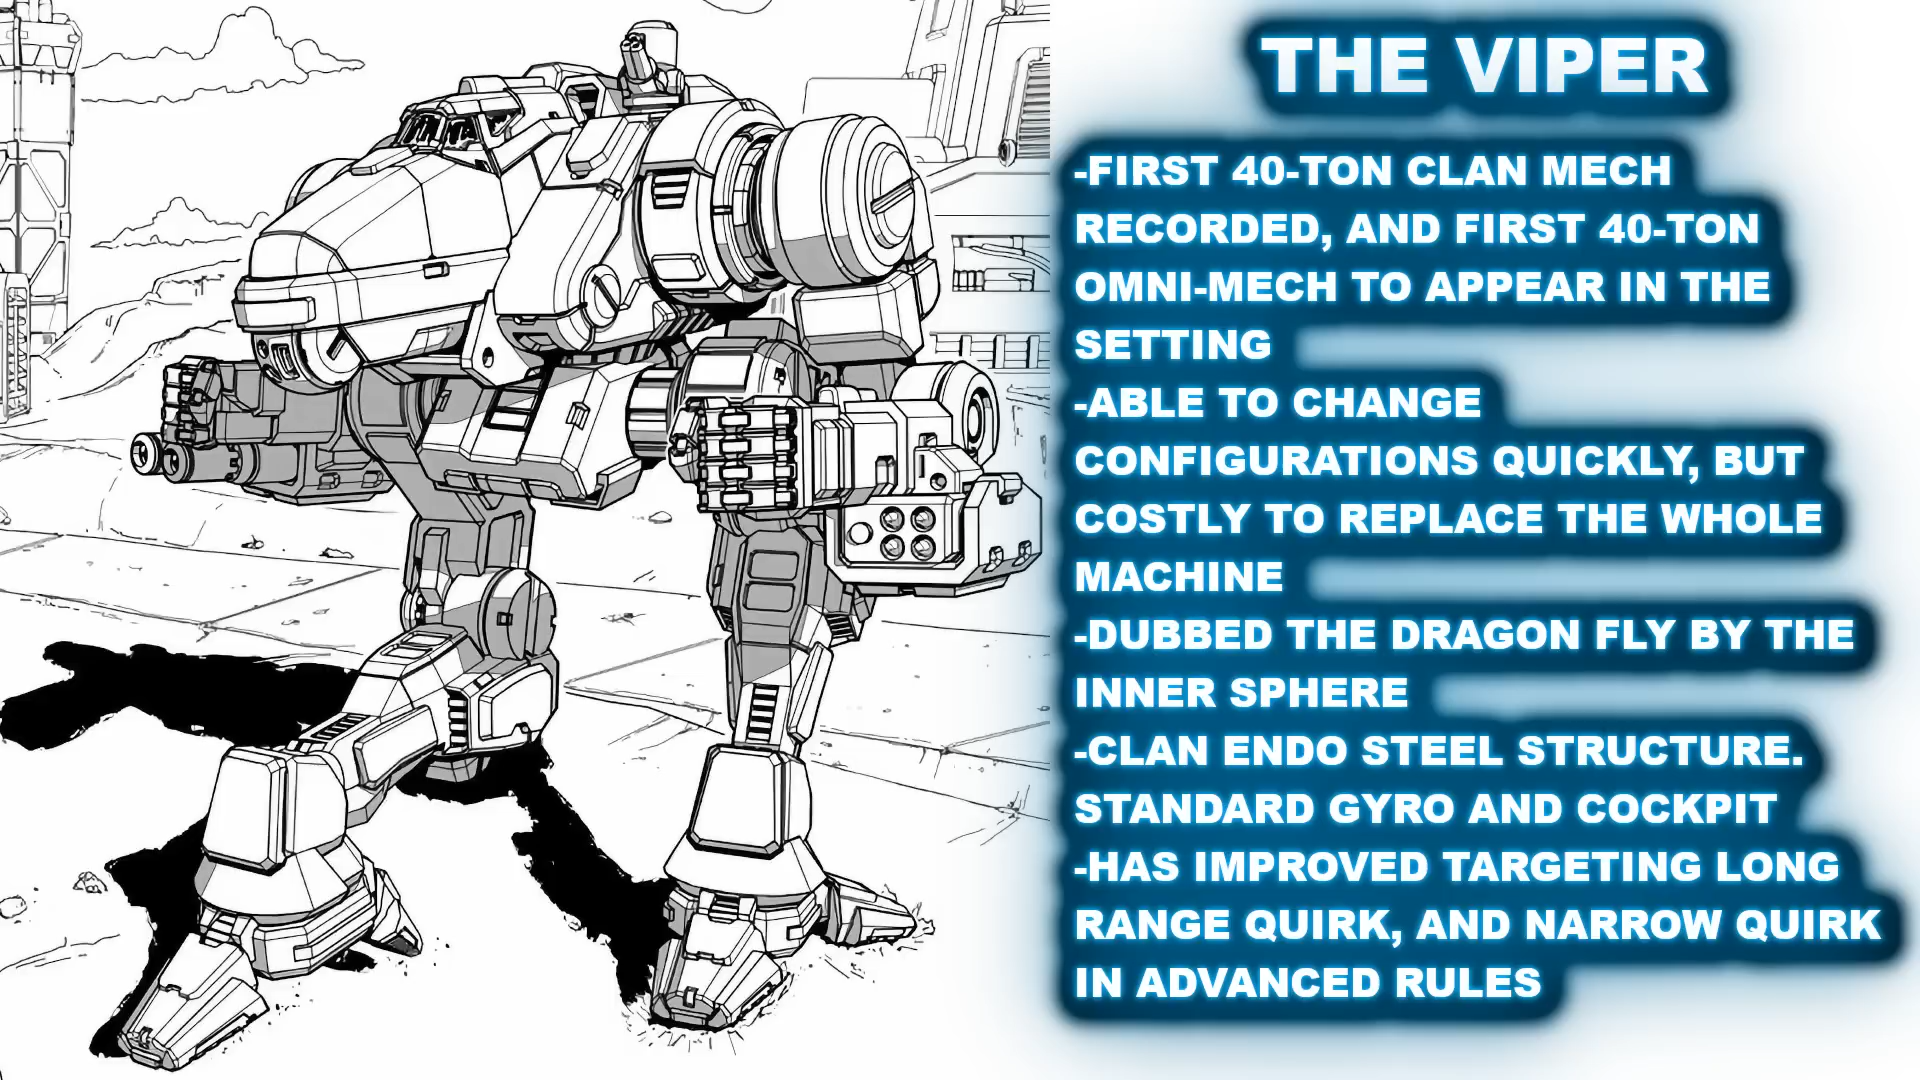 THE VIPER
-FIRST 40-TON CLAN MECH
RECORDED, AND FIRST 40-TON
OMNI-MECH TO APPEAR IN THE
SETTING
-ABLE TO CHANGE
CONFIGURATIONS QUICKLY, BUT
COSTLY TO REPLACE THE WHOLE
MACHINE
-DUBBED THE DRAGON FLY BY THE
INNER SPHERE
-CLAN ENDO STEEL STRUCTURE.
STANDARD GYRO AND COCKPIT
-HAS IMPROVED TARGETING LONG
RANGE QUIRK, AND NARROW QUIRK
IN ADVANCED RULES